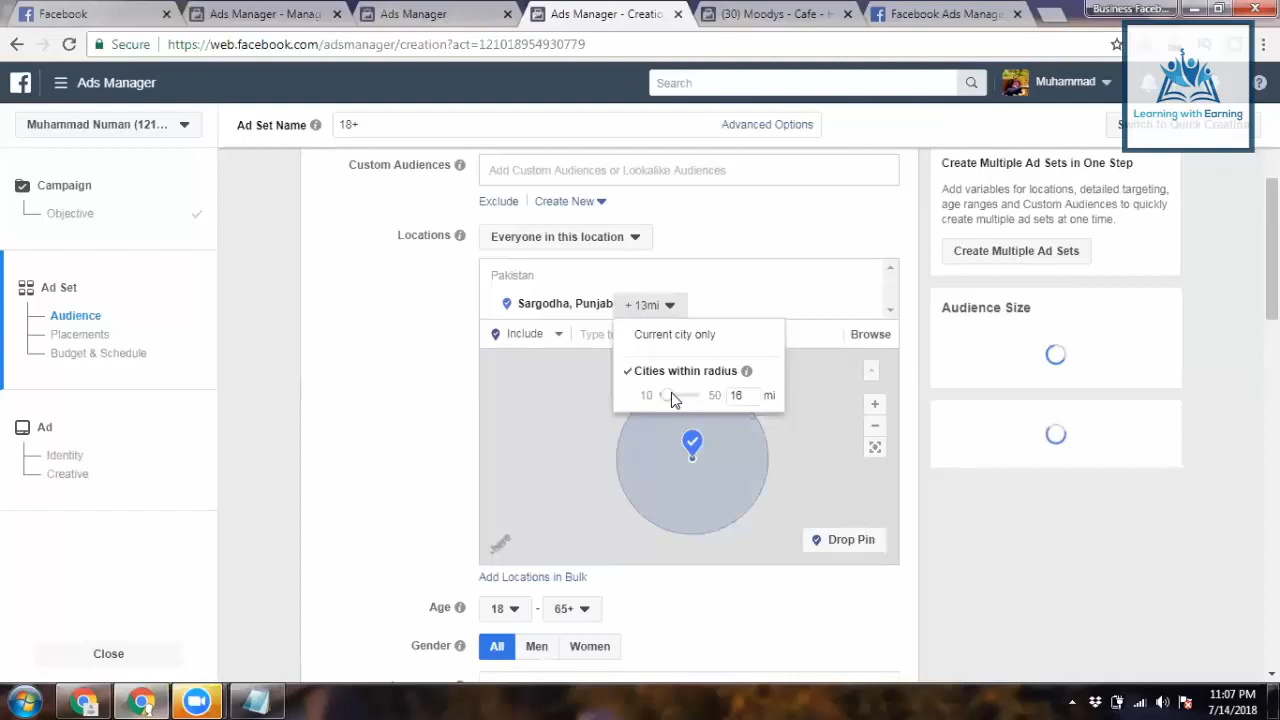 Facebook
Ads Manager - Manag
Ads Manager
Ads Manager - Creatio
(30) Moodys - Cafe - H
Facebook Ads Manage
Business Faceb...
Secure
https://web.facebook.com/adsmanager/creation?act=121038954930779
Ads Manager
Search
Muhammad
Learning with Earning
Muhammad Numan (121...
Ad Set Name
18+
Advanced Options
Switch to Quick Creation
Campaign
Objective
Ad Set
Audience
Placements
Budget & Schedule
Ad
Identity
Creative
Close
Custom Audiences
Add Custom Audiences or Lookalike Audiences
Exclude
Create New
Locations
Everyone in this location
Pakistan
Sargodha, Punjab
+ 13mi
Include
Browse
Current city only
Cities within radius
10
50
16
mi
here
Drop Pin
Add Locations in Bulk
Age
18
-
65+
Gender
All
Men
Women
Create Multiple Ad Sets in One Step
Add variables for locations, detailed targeting,
age ranges and Custom Audiences to quickly
create multiple ad sets at one time.
Create Multiple Ad Sets
Audience Size
11:07 PM
7/14/2018